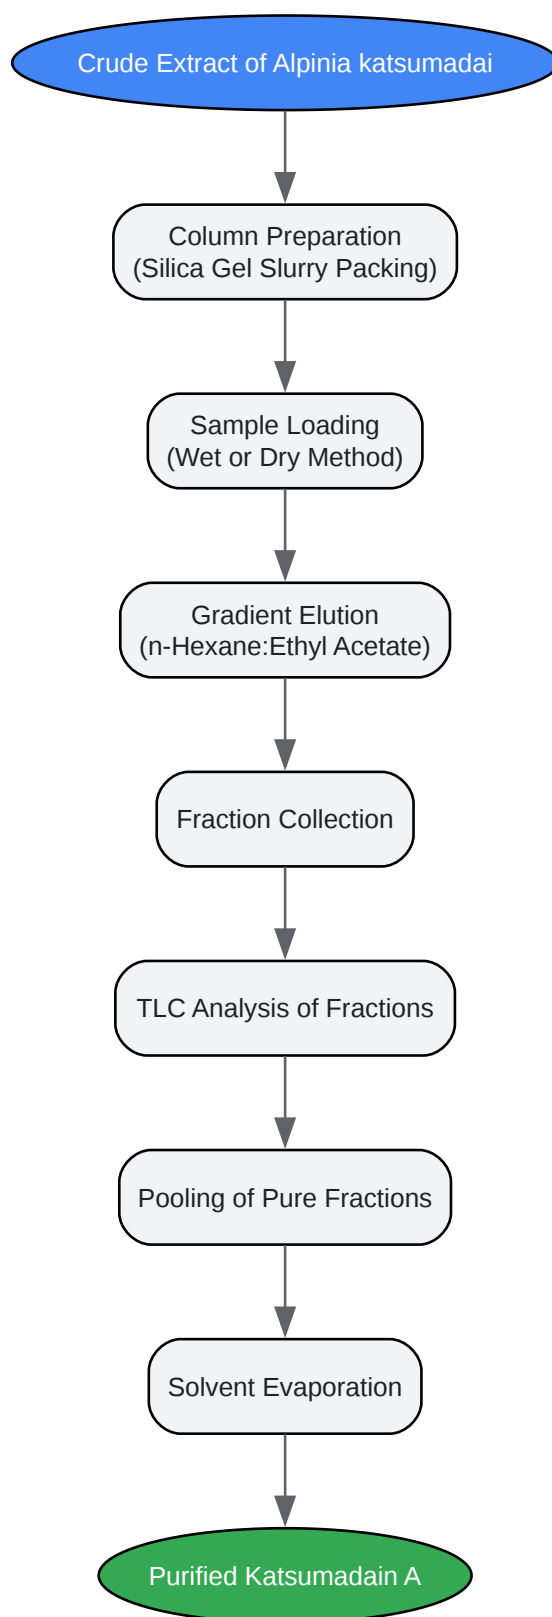 Crude Extract of Alpinia katsumadai
Column Preparation
(Silica Gel Slurry Packing)
Sample Loading
(Wet or Dry Method)
Gradient Elution
(n-Hexane:Ethyl Acetate)
Fraction Collection
TLC Analysis of Fractions
Pooling of Pure Fractions
Solvent Evaporation
Purified Katsumadain A